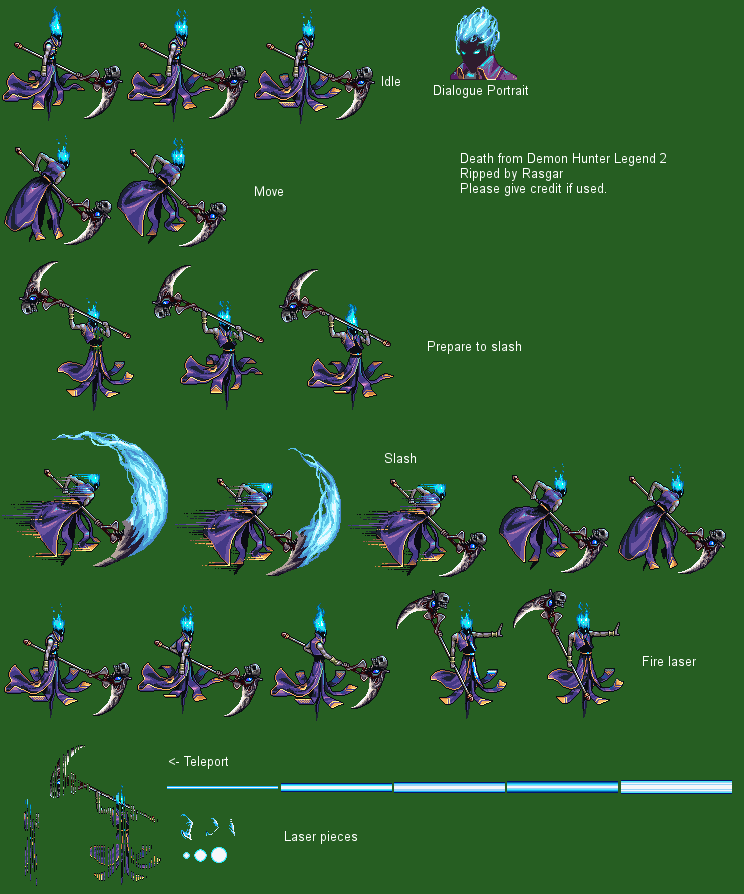 Idle
Dialogue Portrait
Death from Demon Hunter Legend 2
Ripped by Rasgar
Please give credit if used.
Move
Prepare to slash
Slash
Fire laser
<- Teleport
Laser pieces